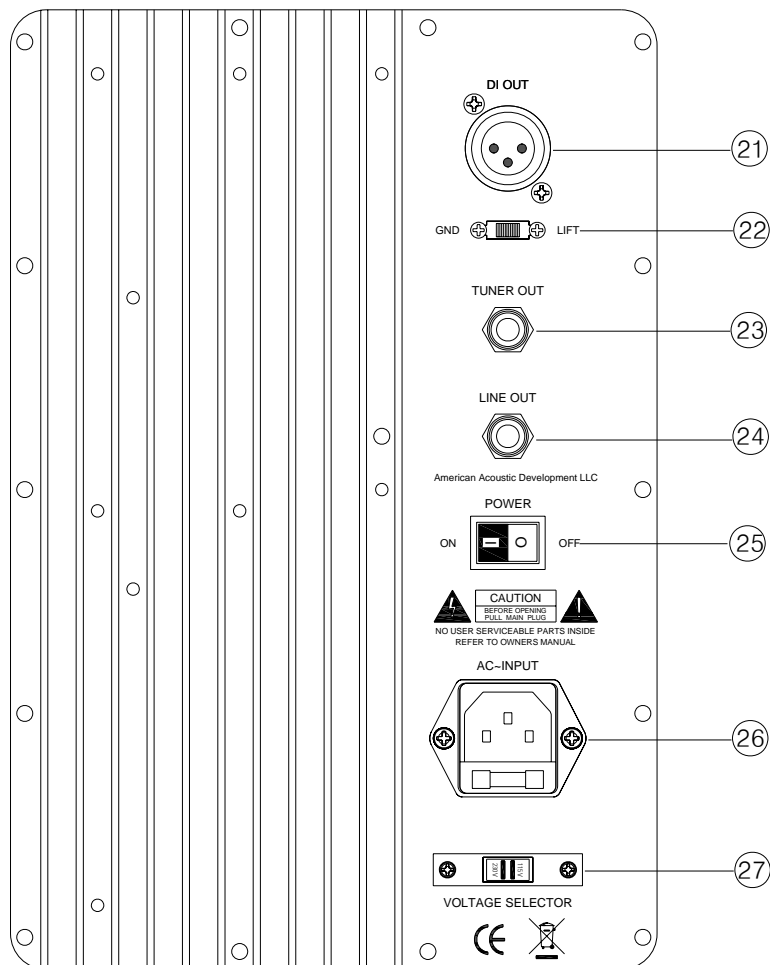 DI OUT
21
GND LIFT
22
TUNER OUT
23
LINE OUT
24
American Acoustic Development LLC
POWER
ON OFF
25
CAUTION
BEFORE OPENING
PULL MAIN PLUG
NO USER SERVICEABLE PARTS INSIDE
REFER TO OWNERS MANUAL
AC~INPUT
26
230V 115V
27
VOLTAGE SELECTOR
CE